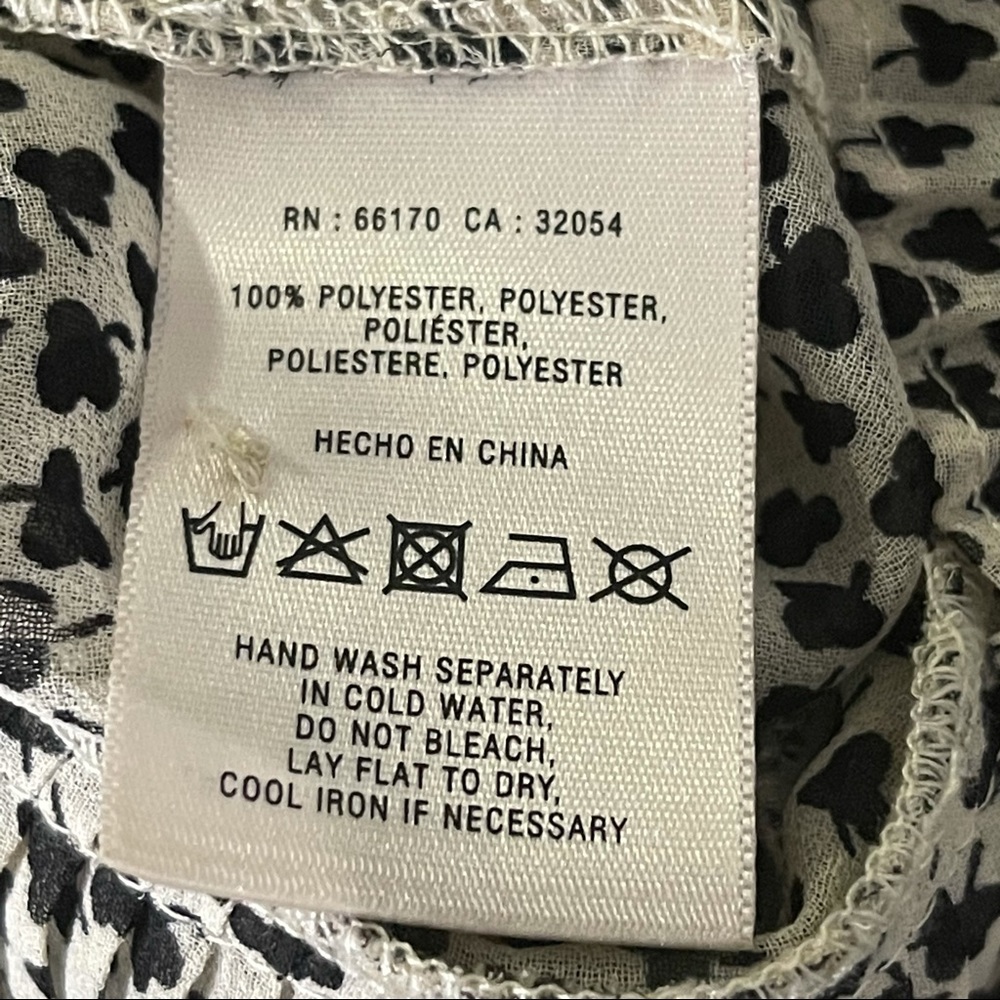 RN : 66170 CA : 32054
100% POLYESTER, POLYESTER,
POLIÉSTER,
POLIESTERE, POLYESTER
HECHO EN CHINA
HAND WASH SEPARATELY
IN COLD WATER,
DO NOT BLEACH,
LAY FLAT TO DRY,
COOL IRON IF NECESSARY